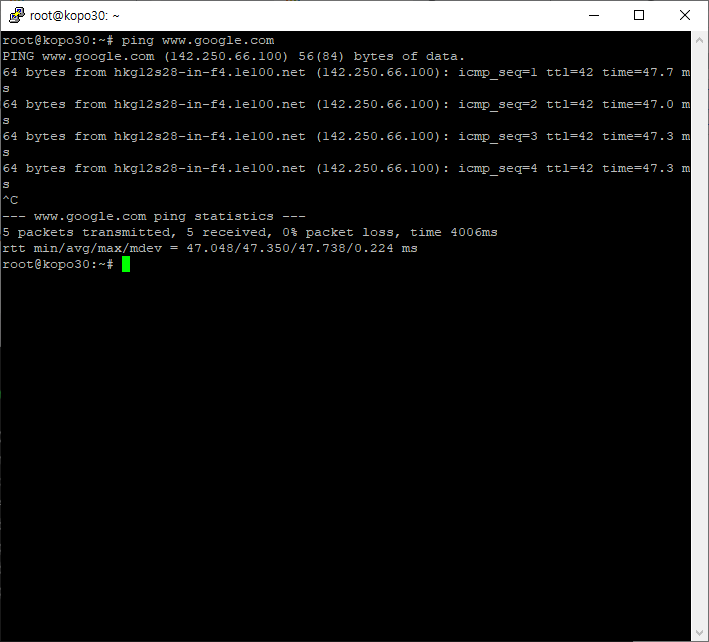 root@kopo30: ~
root@kopo30:~# ping www.google.com
PING www.google.com (142.250.66.100) 56(84) bytes of data.
64 bytes from hkg12s28-in-f4.1e100.net (142.250.66.100): icmp_seq=1 ttl=42 time=47.7 m
s
64 bytes from hkg12s28-in-f4.1e100.net (142.250.66.100): icmp_seq=2 ttl=42 time=47.0 m
s
64 bytes from hkg12s28-in-f4.1e100.net (142.250.66.100): icmp_seq=3 ttl=42 time=47.3 m
s
64 bytes from hkg12s28-in-f4.1e100.net (142.250.66.100): icmp_seq=4 ttl=42 time=47.3 m
s
^C
--- www.google.com ping statistics ---
5 packets transmitted, 5 received, 0% packet loss, time 4006ms
rtt min/avg/max/mdev = 47.048/47.350/47.738/0.224 ms
root@kopo30:~#